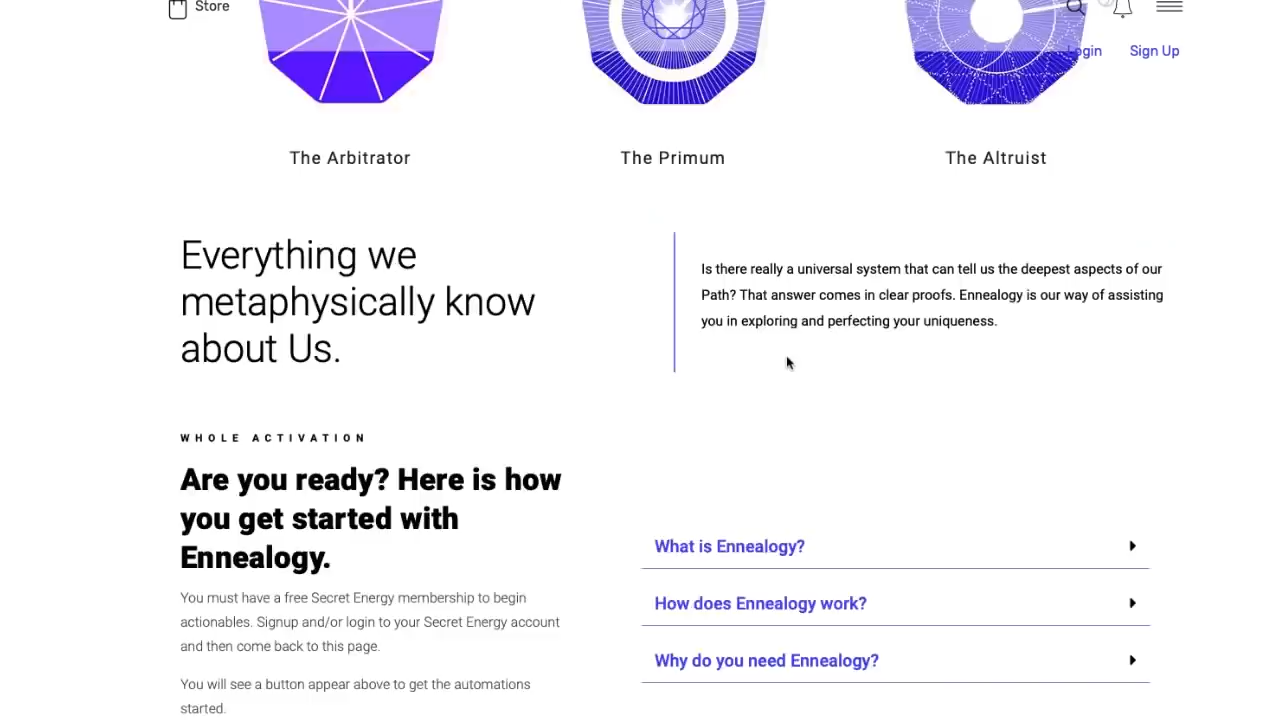 Store
Login
Sign Up
The Arbitrator
The Primum
The Altruist
Everything we
metaphysically know
about Us.
Is there really a universal system that can tell us the deepest aspects of our
Path? That answer comes in clear proofs. Ennealogy is our way of assisting
you in exploring and perfecting your uniqueness.
WHOLE ACTIVATION
Are you ready? Here is how
you get started with
Ennealogy.
You must have a free Secret Energy membership to begin
actionables. Signup and/or login to your Secret Energy account
and then come back to this page.
You will see a button appear above to get the automations
started.
What is Ennealogy?
How does Ennealogy work?
Why do you need Ennealogy?